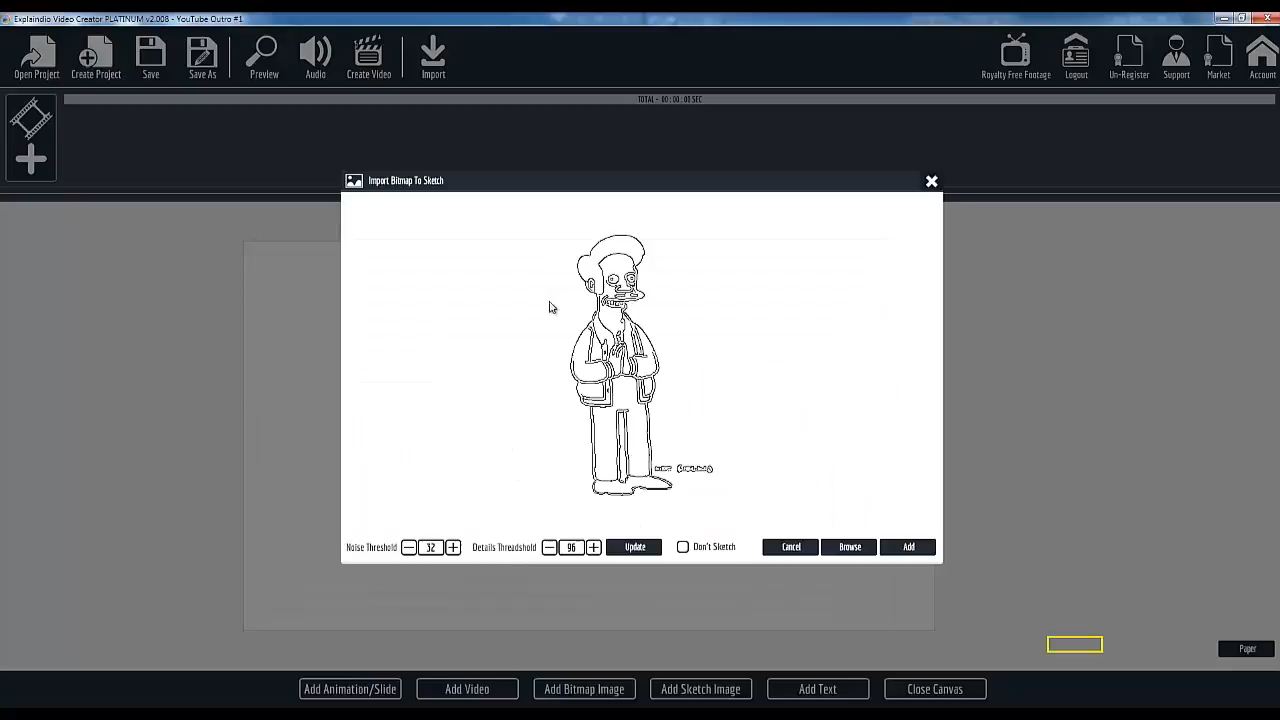 Explaindio Video Creator PLATINUM v2.008 - YouTube Outro #1
Open Project Create Project Save Save As Preview Audio Create Video Import Royalty Free Footage Logout Un-Register Support Market Account
TOTAL - 00 : 00 : 00 SEC
Import Bitmap To Sketch
Noise Threshold 32 Details Threadshold 96 Update Don't Sketch Cancel Browse Add
Paper
Add Animation/Slide Add Video Add Bitmap Image Add Sketch Image Add Text Close Canvas